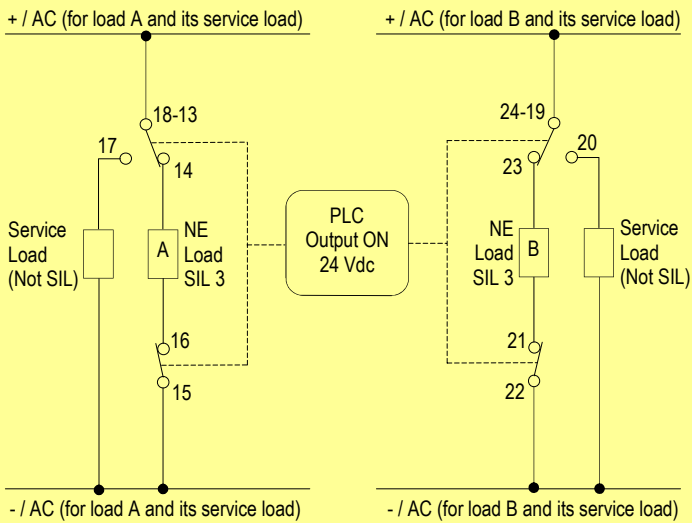 + / AC (for load A and its service load)
+ / AC (for load B and its service load)
18-13
24-19
17
14
23
20
Service
Load
(Not SIL)
A
NE
Load
SIL 3
PLC
Output ON
24 Vdc
NE
Load
SIL 3
B
Service
Load
(Not SIL)
16
15
21
22
- / AC (for load A and its service load)
- / AC (for load B and its service load)